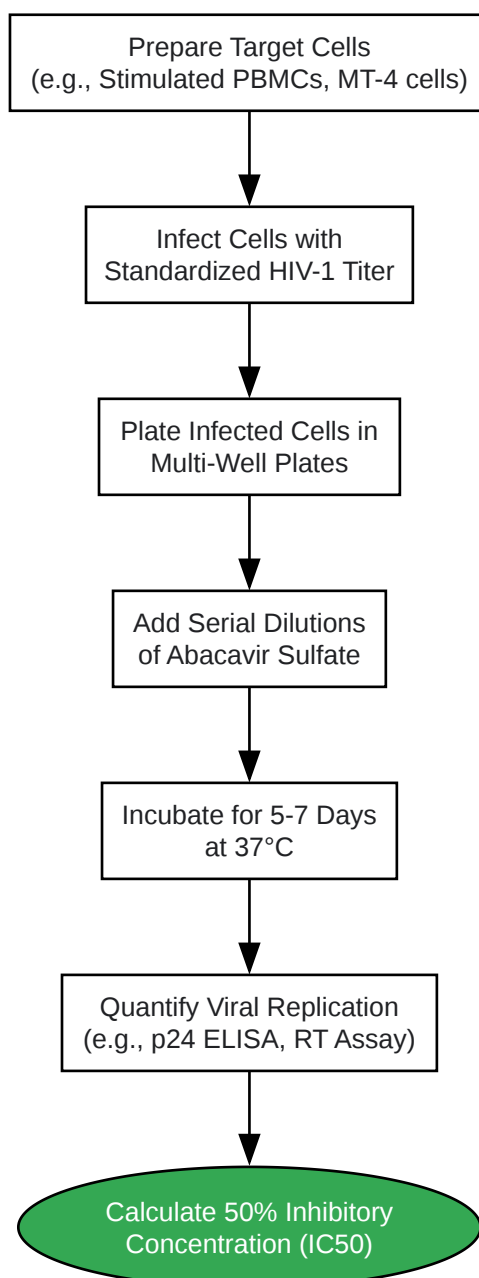 Prepare Target Cells
(e.g., Stimulated PBMCs, MT-4 cells)
Infect Cells with
Standardized HIV-1 Titer
Plate Infected Cells in
Multi-Well Plates
Add Serial Dilutions
of Abacavir Sulfate
Incubate for 5-7 Days
at 37°C
Quantify Viral Replication
(e.g., p24 ELISA, RT Assay)
Calculate 50% Inhibitory
Concentration (IC50)